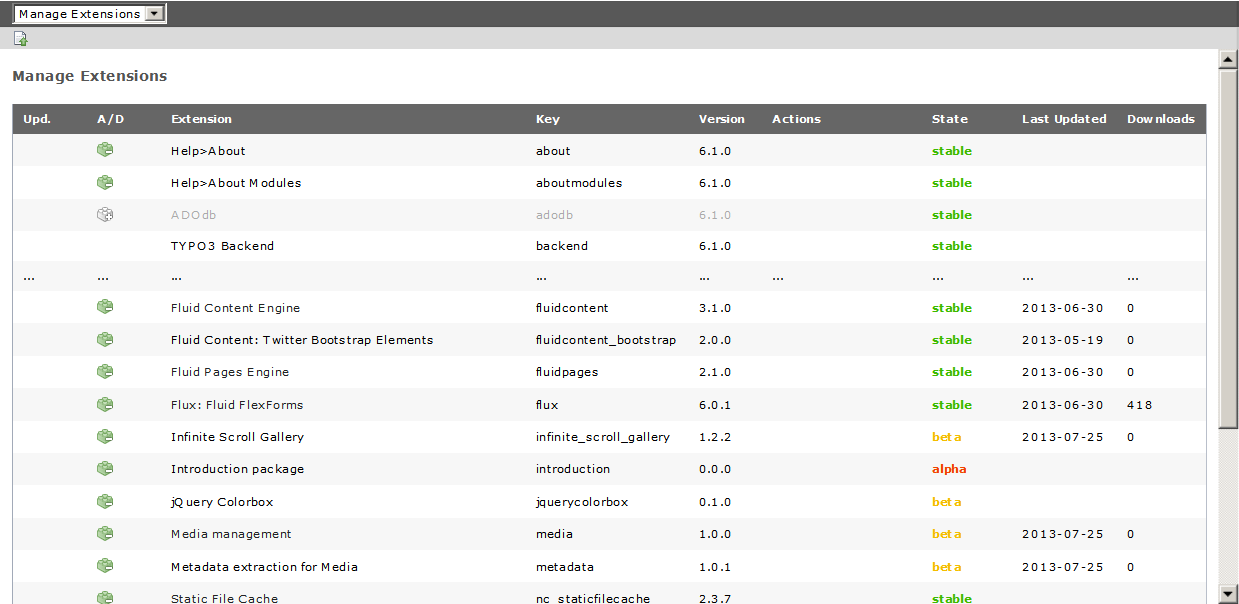 Manage Extensions
Manage Extensions
Upd. A/D Extension Key Version Actions State Last Updated Downloads
Help>About about 6.1.0 stable
Help>About Modules aboutmodules 6.1.0 stable
ADOdb adodb 6.1.0 stable
TYPO3 Backend backend 6.1.0 stable
... ... ... ... ... ... ... ... ...
Fluid Content Engine fluidcontent 3.1.0 stable 2013-06-30 0
Fluid Content: Twitter Bootstrap Elements fluidcontent_bootstrap 2.0.0 stable 2013-05-19 0
Fluid Pages Engine fluidpages 2.1.0 stable 2013-06-30 0
Flux: Fluid FlexForms flux 6.0.1 stable 2013-06-30 418
Infinite Scroll Gallery infinite_scroll_gallery 1.2.2 beta 2013-07-25 0
Introduction package introduction 0.0.0 alpha
jQuery Colorbox jquerycolorbox 0.1.0 beta
Media management media 1.0.0 beta 2013-07-25 0
Metadata extraction for Media metadata 1.0.1 beta 2013-07-25 0
Static File Cache nc_staticfilecache 2.3.7 stable